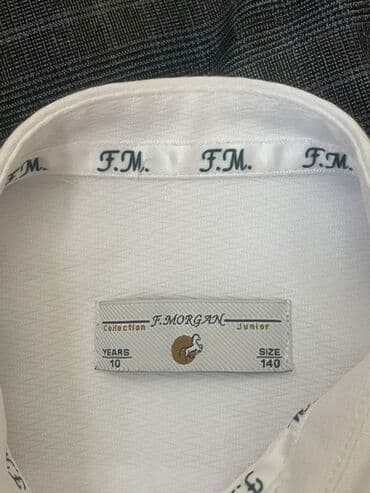 F.M. F.M. F.M. F.M.
F.MORGAN
Collection Junior
YEARS SIZE
10 140